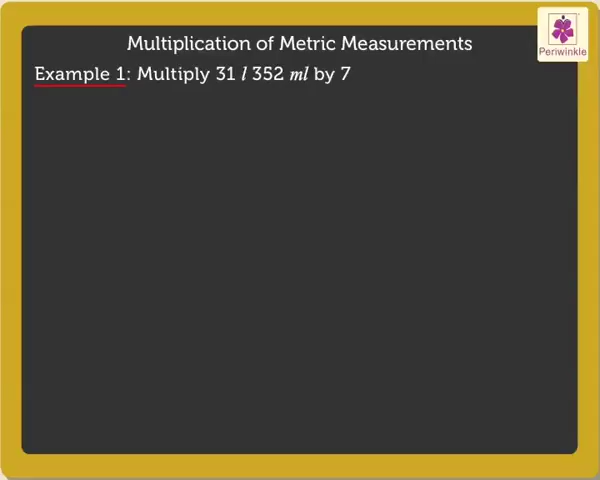 Periwinkle
Multiplication of Metric Measurements
Example 1: Multiply 31 l 352 ml by 7